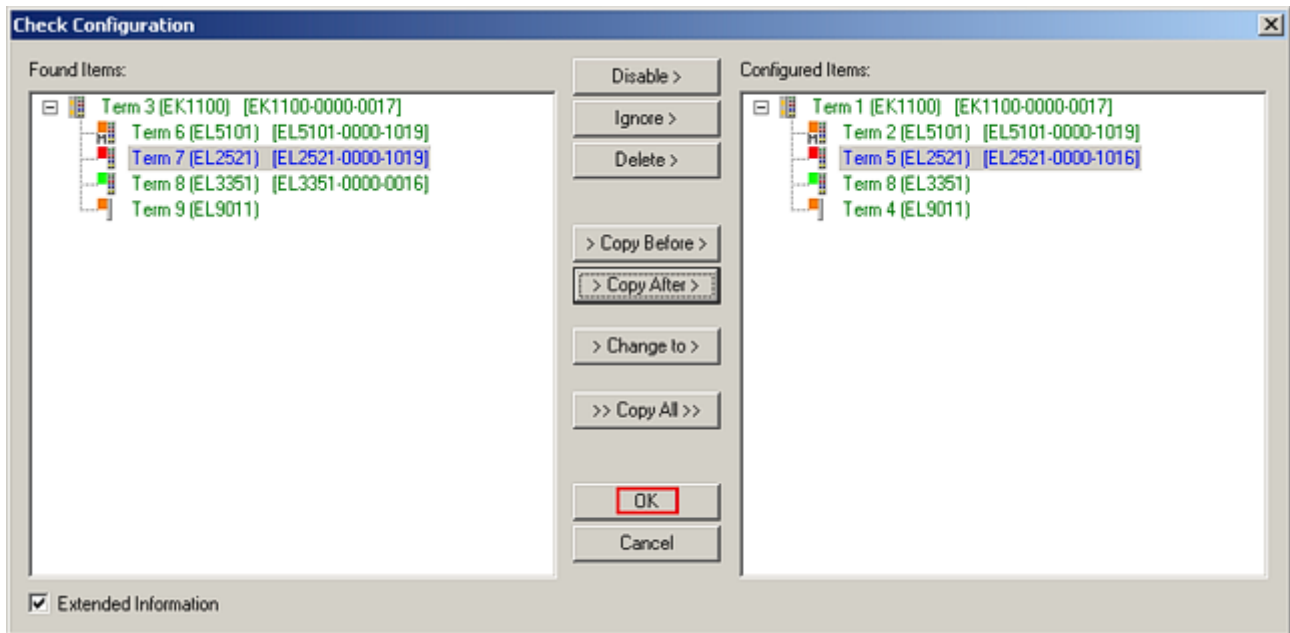 Check Configuration
Found Items:
Term 3 (EK1100) [EK1100-0000-0017]
Term 6 (EL5101) [EL5101-0000-1019]
Term 7 (EL2521) [EL2521-0000-1019]
Term 8 (EL3351) [EL3351-0000-0016]
Term 9 (EL9011)
Disable >
Ignore >
Delete >
> Copy Before >
> Copy After >
> Change to >
>> Copy All >>
OK
Cancel
Configured Items:
Term 1 (EK1100) [EK1100-0000-0017]
Term 2 (EL5101) [EL5101-0000-1019]
Term 5 (EL2521) [EL2521-0000-1016]
Term 8 (EL3351)
Term 4 (EL9011)
Extended Information